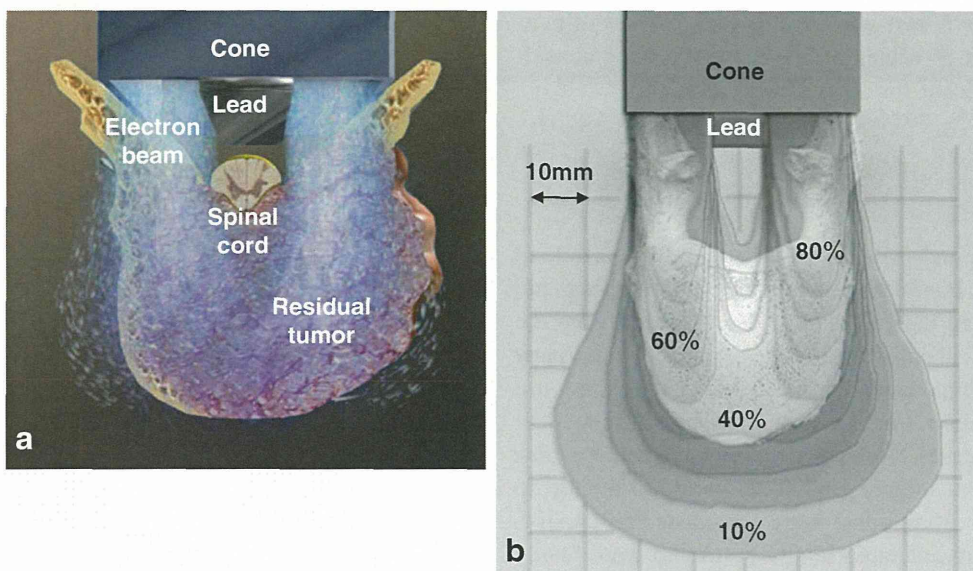 Cone
Lead
Electron
beam
Spinal
cord
Residual
tumor
a
Cone
Lead
10mm
80%
60%
40%
10%
b